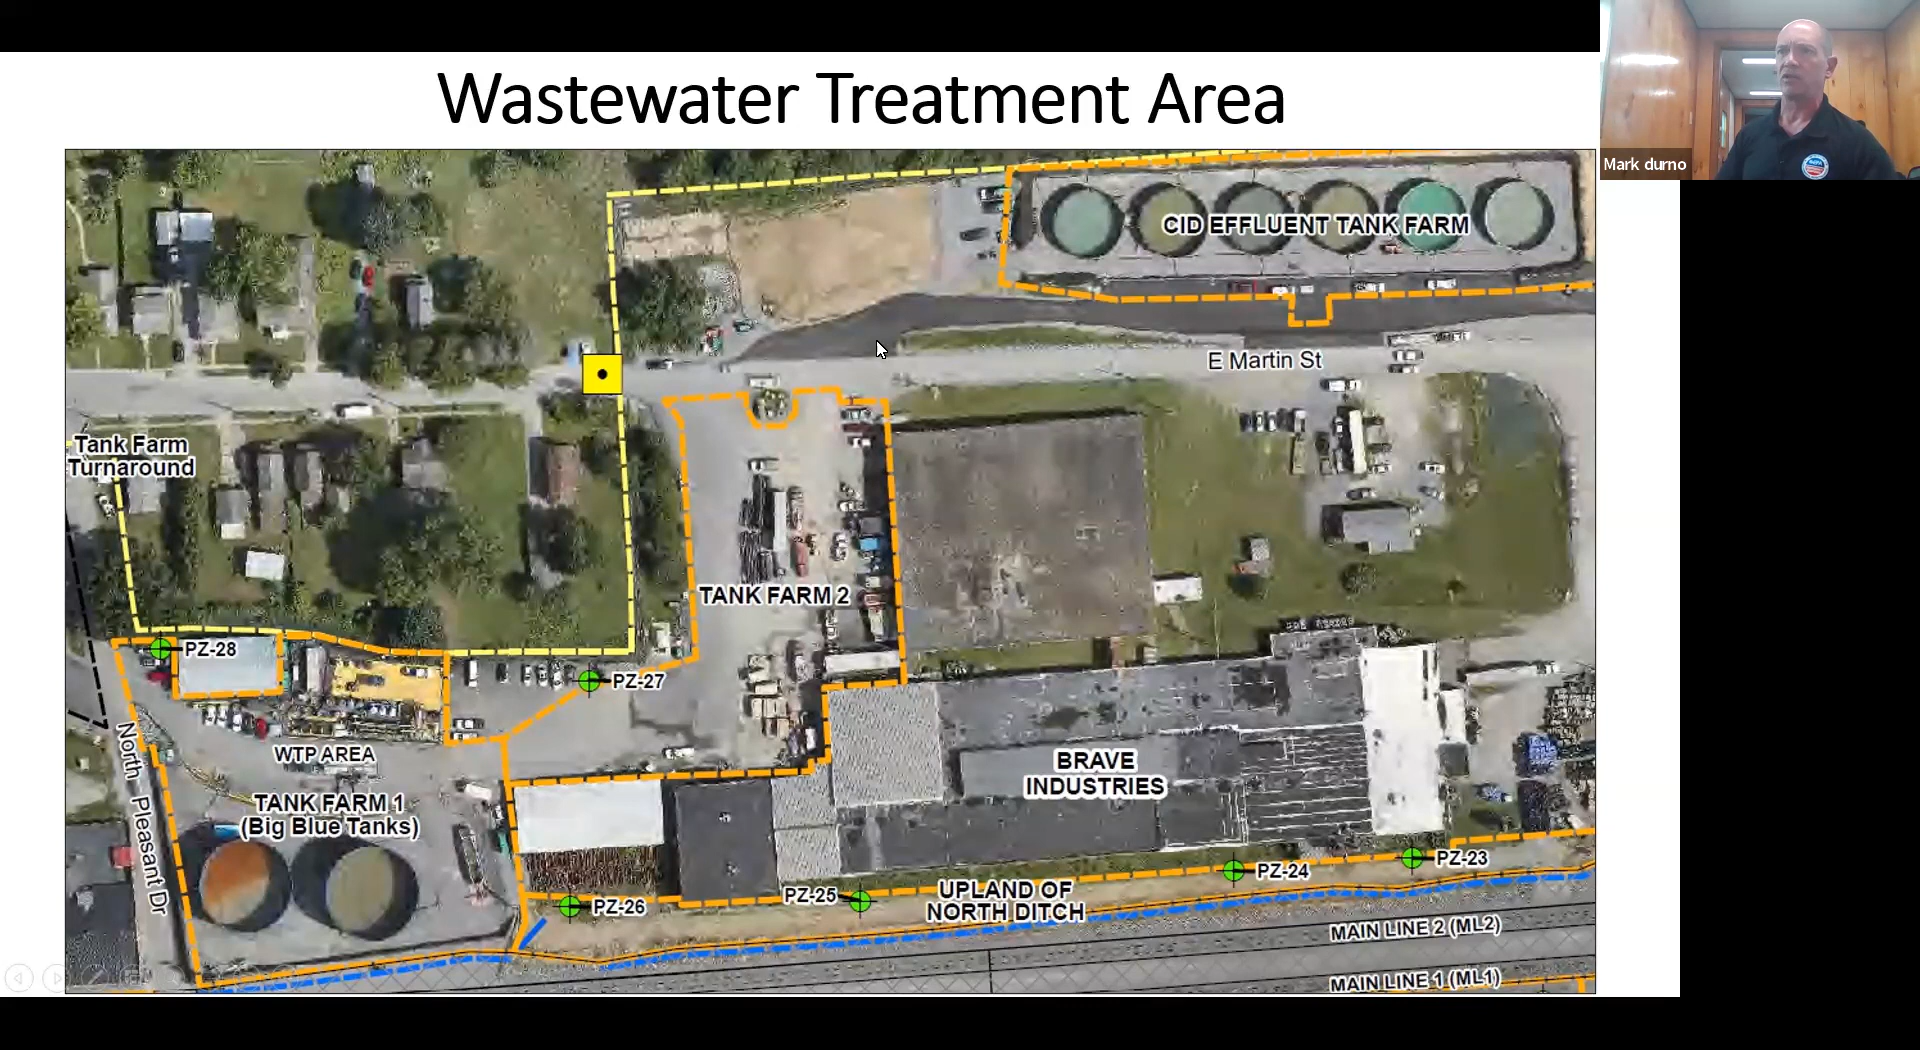 Wastewater Treatment Area
Mark durno
CID EFFLUENT TANK FARM
E Martin St
Tank Farm
Turnaround
TANK FARM 2
PZ-28
PZ-27
WTP AREA
North Pleasant Dr
TANK FARM 1
(Big Blue Tanks)
BRAVE
INDUSTRIES
PZ-23
PZ-24
PZ-25
UPLAND OF
NORTH DITCH
PZ-26
MAIN LINE 2 (ML2)
MAIN LINE 1 (ML1)